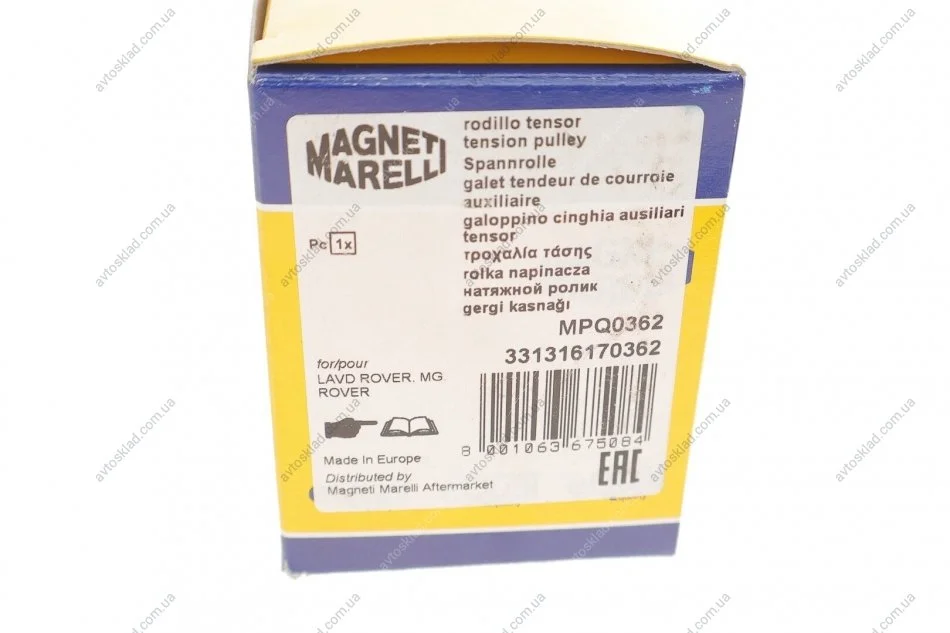 MAGNETI
MARELLI
rodillo tensor
tension pulley
Spannrolle
galet tendeur de courroie
auxiliaire
galoppino cinghia ausiliari
tensor
τροχαλία τάσης
rolka napinacza
натяжной ролик
gergi kasnağı
Pc 1x
MPQ0362
331316170362
for/pour
LAVD ROVER. MG
ROVER
8 001063 675084
Made In Europe
Distributed by
Magneti Marelli Aftermarket
EAC
avtosklad.com.ua